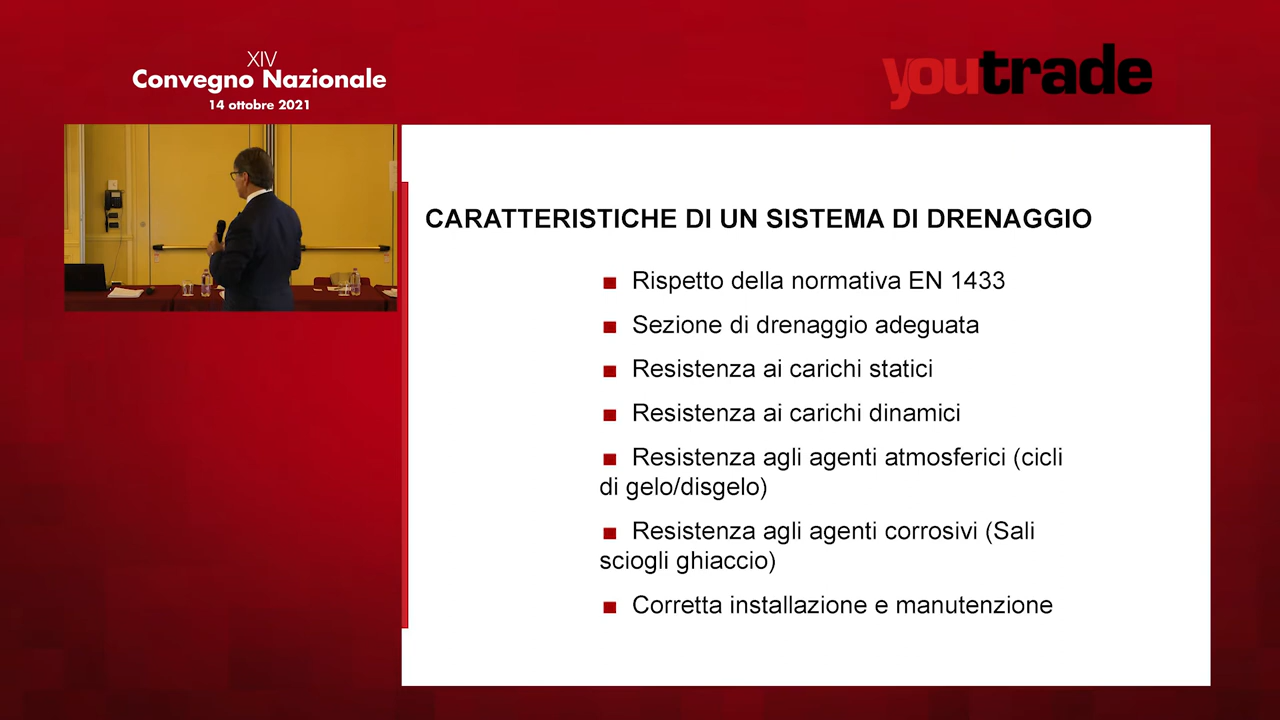 XIV
Convegno Nazionale
14 ottobre 2021
youtrade
CARATTERISTICHE DI UN SISTEMA DI DRENAGGIO
■ Rispetto della normativa EN 1433
■ Sezione di drenaggio adeguata
■ Resistenza ai carichi statici
■ Resistenza ai carichi dinamici
■ Resistenza agli agenti atmosferici (cicli
di gelo/disgelo)
■ Resistenza agli agenti corrosivi (Sali
sciogli ghiaccio)
■ Corretta installazione e manutenzione